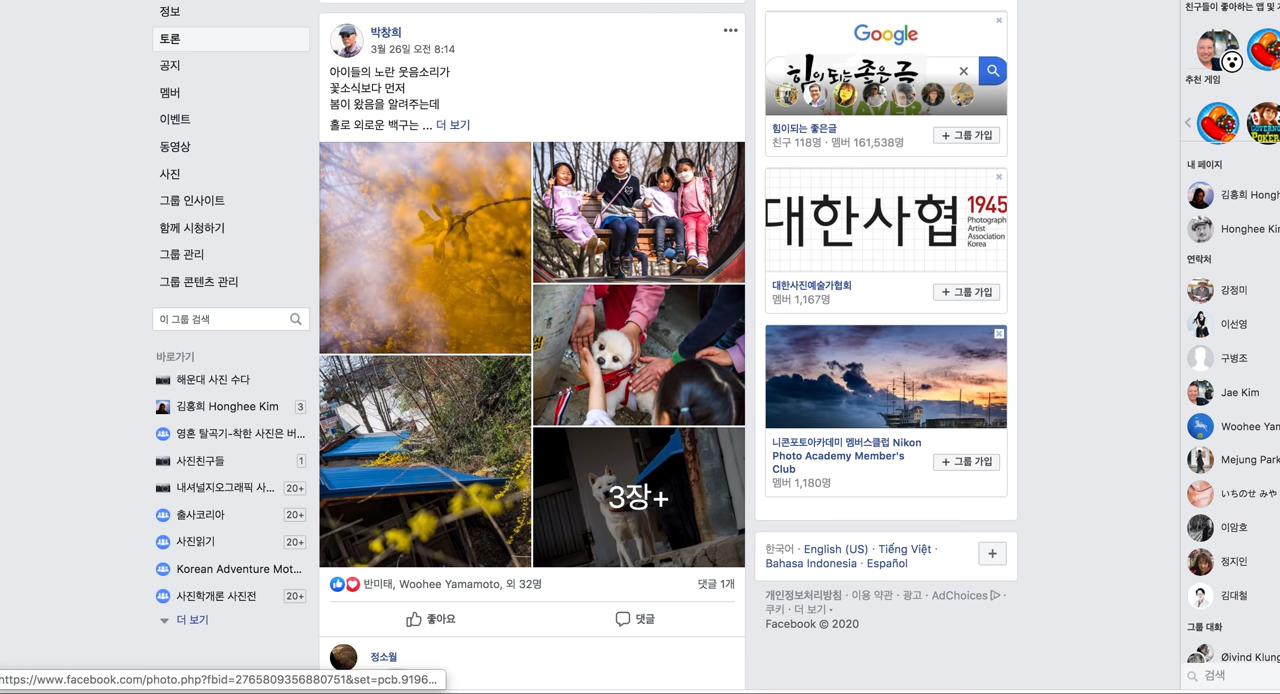 정보
토론
공지
멤버
이벤트
동영상
사진
그룹 인사이트
함께 시청하기
그룹 관리
그룹 콘텐츠 관리
이 그룹 검색
바로가기
해운대 사진 수다
김홍희 Honghee Kim 3
영혼 탈곡기-착한 사진은 버...
사진친구들 1
내셔널지오그래픽 사... 20+
출사코리아 20+
사진읽기 20+
Korean Adventure Mot...
사진학개론 사진전 20+
더 보기
https://www.facebook.com/photo.php?fbid=2765809356880751&set=pcb.9196...
박창희
3월 26일 오전 8:14
아이들의 노란 웃음소리가
꽃소식보다 먼저
봄이 왔음을 알려주는데
홀로 외로운 백구는 ... 더 보기
3장+
반미태, Woohee Yamamoto, 외 32명
댓글 1개
좋아요
댓글
정소월
Google
힘이 되는 좋은글
NAVER
힘이되는 좋은글
친구 118명 · 멤버 161,538명
+ 그룹 가입
대한사협 1945
Photograph
Artist
Association
Korea
대한사진예술가협회
멤버 1,167명
+ 그룹 가입
니콘포토아카데미 멤버스클럽 Nikon
Photo Academy Member's
Club
멤버 1,180명
+ 그룹 가입
한국어 · English (US) · Tiếng Việt ·
Bahasa Indonesia · Español
개인정보처리방침 · 이용 약관 · 광고 · AdChoices ·
쿠키 · 더 보기
Facebook © 2020
친구들이 좋아하는 앱 및
추천 게임
GOVERNOR
POKER
내 페이지
김홍희 Hongh
Honghee Kim
연락처
강정미
이선영
구병조
Jae Kim
Woohee Yam
Mejung Park
いちのせ みや
이암호
정지인
김대철
그룹 대화
Øivind Klung
검색